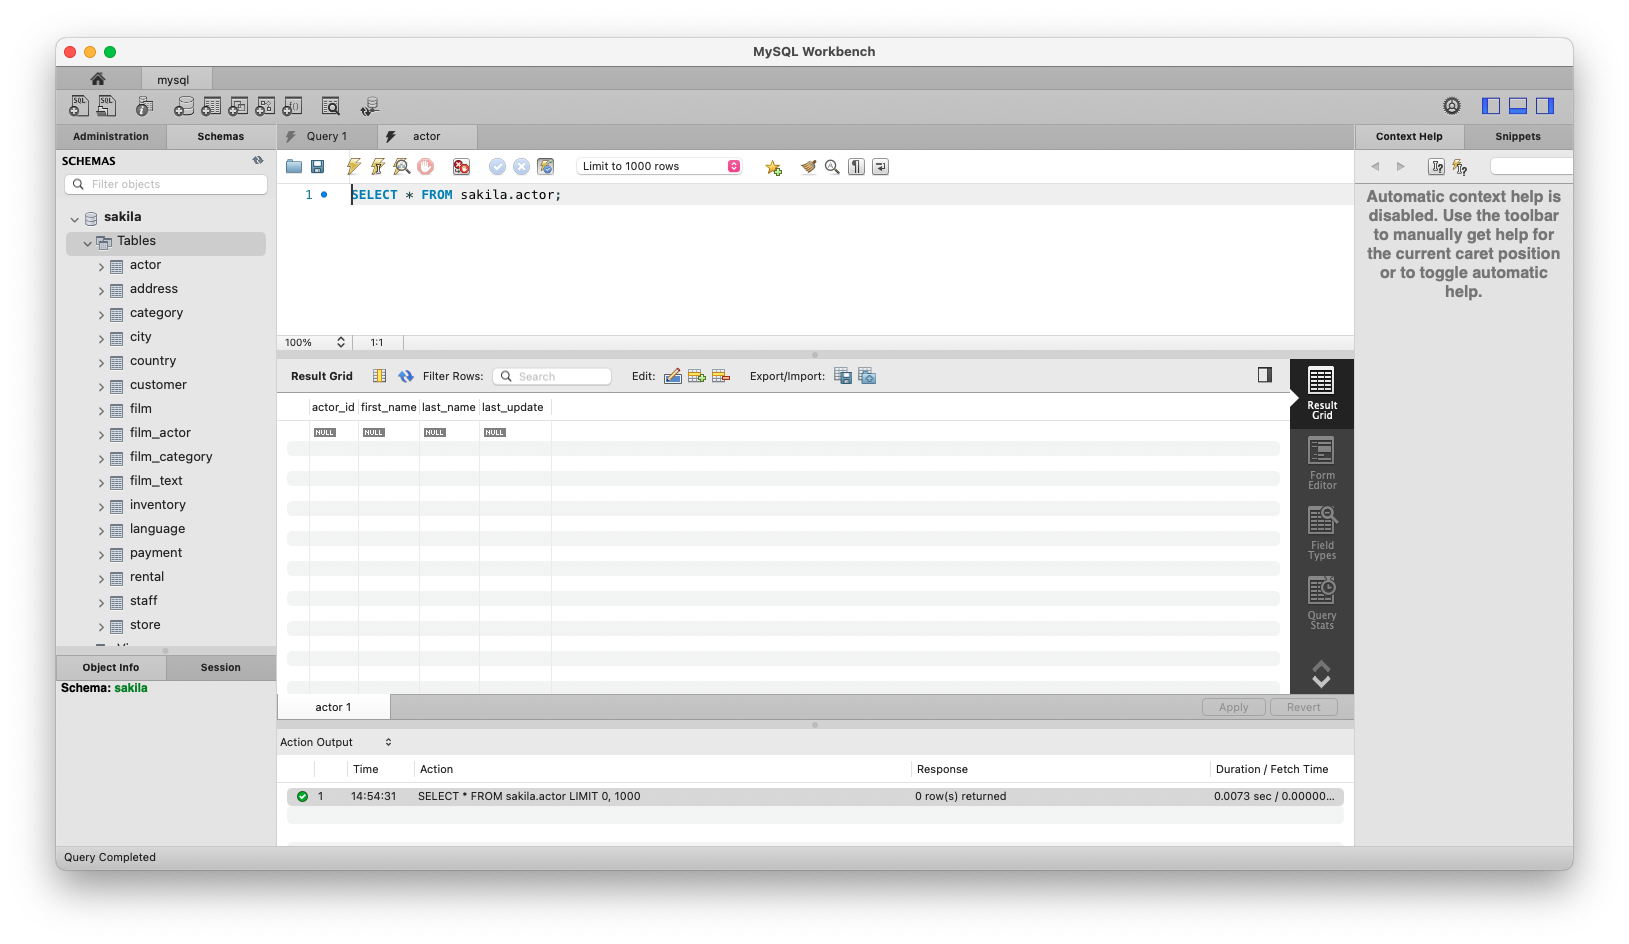 MySQL Workbench
mysql
Administration
Schemas
Query 1
actor
Context Help
Snippets
SCHEMAS
Filter objects
Limit to 1000 rows
1
SELECT * FROM sakila.actor;
Automatic context help is
disabled. Use the toolbar
to manually get help for
the current caret position
or to toggle automatic
help.
sakila
Tables
actor
address
category
city
country
customer
film
film_actor
film_category
film_text
inventory
language
payment
rental
staff
store
100%
1:1
Result Grid
Filter Rows:
Search
Edit:
Export/Import:
actor_id
first_name
last_name
last_update
NULL
NULL
NULL
NULL
Result
Grid
Form
Editor
Field
Types
Query
Stats
Object Info
Session
Schema: sakila
actor 1
Apply
Revert
Action Output
Time
Action
Response
Duration / Fetch Time
1
14:54:31
SELECT * FROM sakila.actor LIMIT 0, 1000
0 row(s) returned
0.0073 sec / 0.00000...
Query Completed